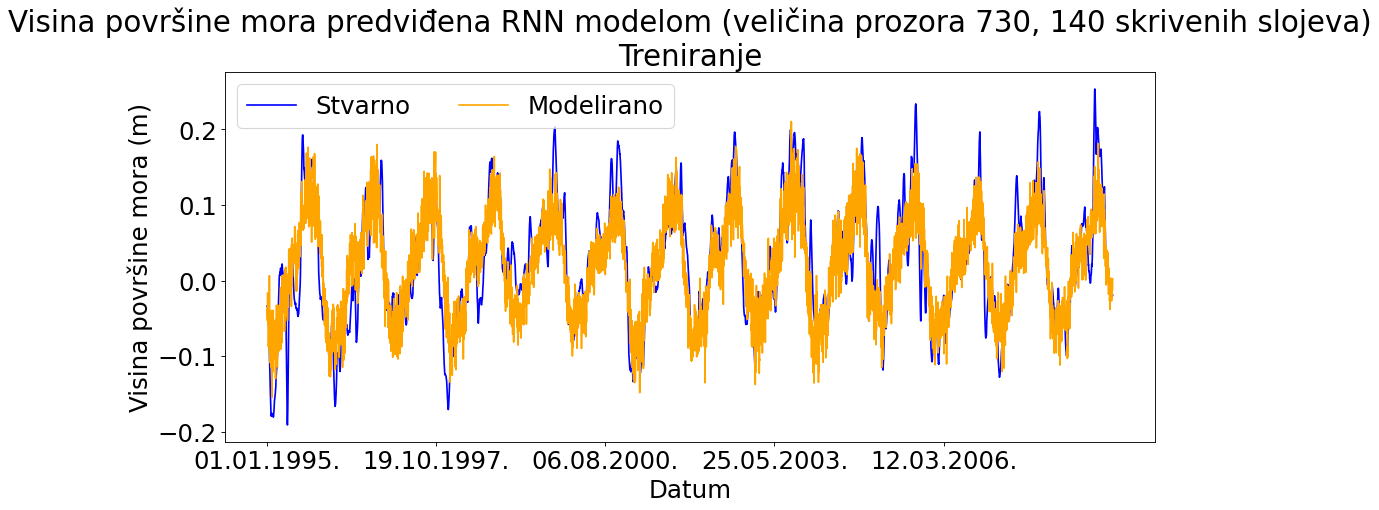 Visina površine mora predviđena RNN modelom (veličina prozora 730, 140 skrivenih slojeva)
Treniranje
Stvarno Modelirano
Visina površine mora (m)
0.2
0.1
0.0
−0.1
−0.2
01.01.1995. 19.10.1997. 06.08.2000. 25.05.2003. 12.03.2006.
Datum